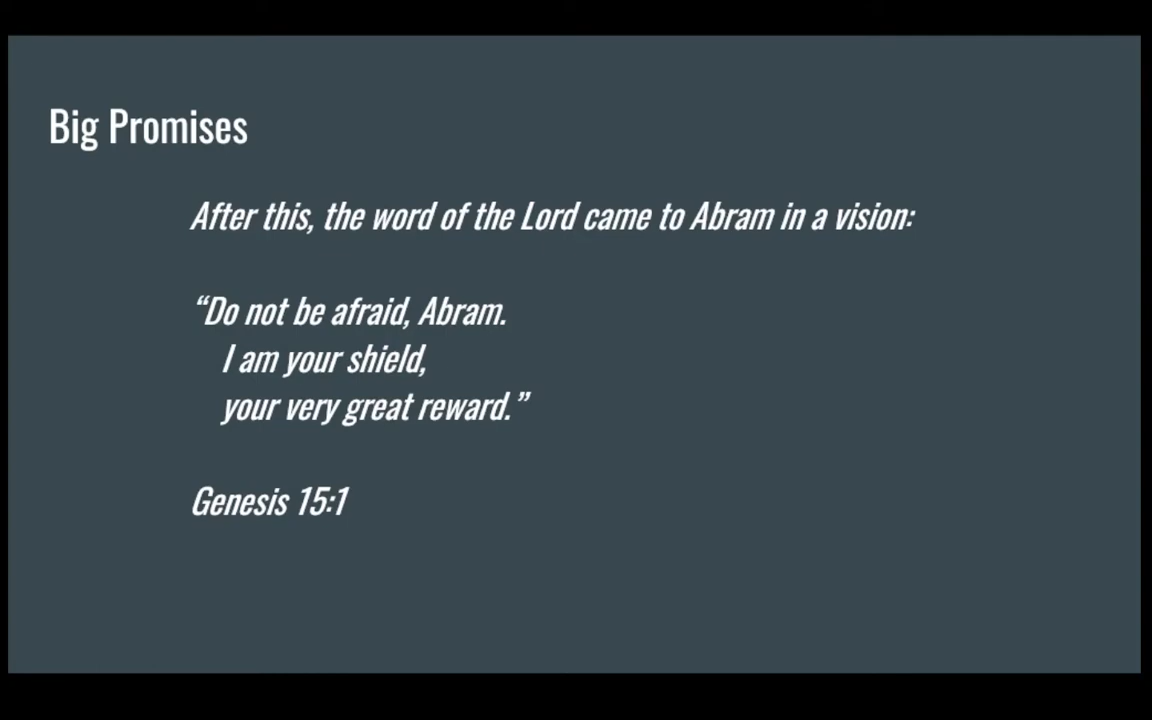 Big Promises
After this, the word of the Lord came to Abram in a vision:
“Do not be afraid, Abram.
I am your shield,
your very great reward.”
Genesis 15:1